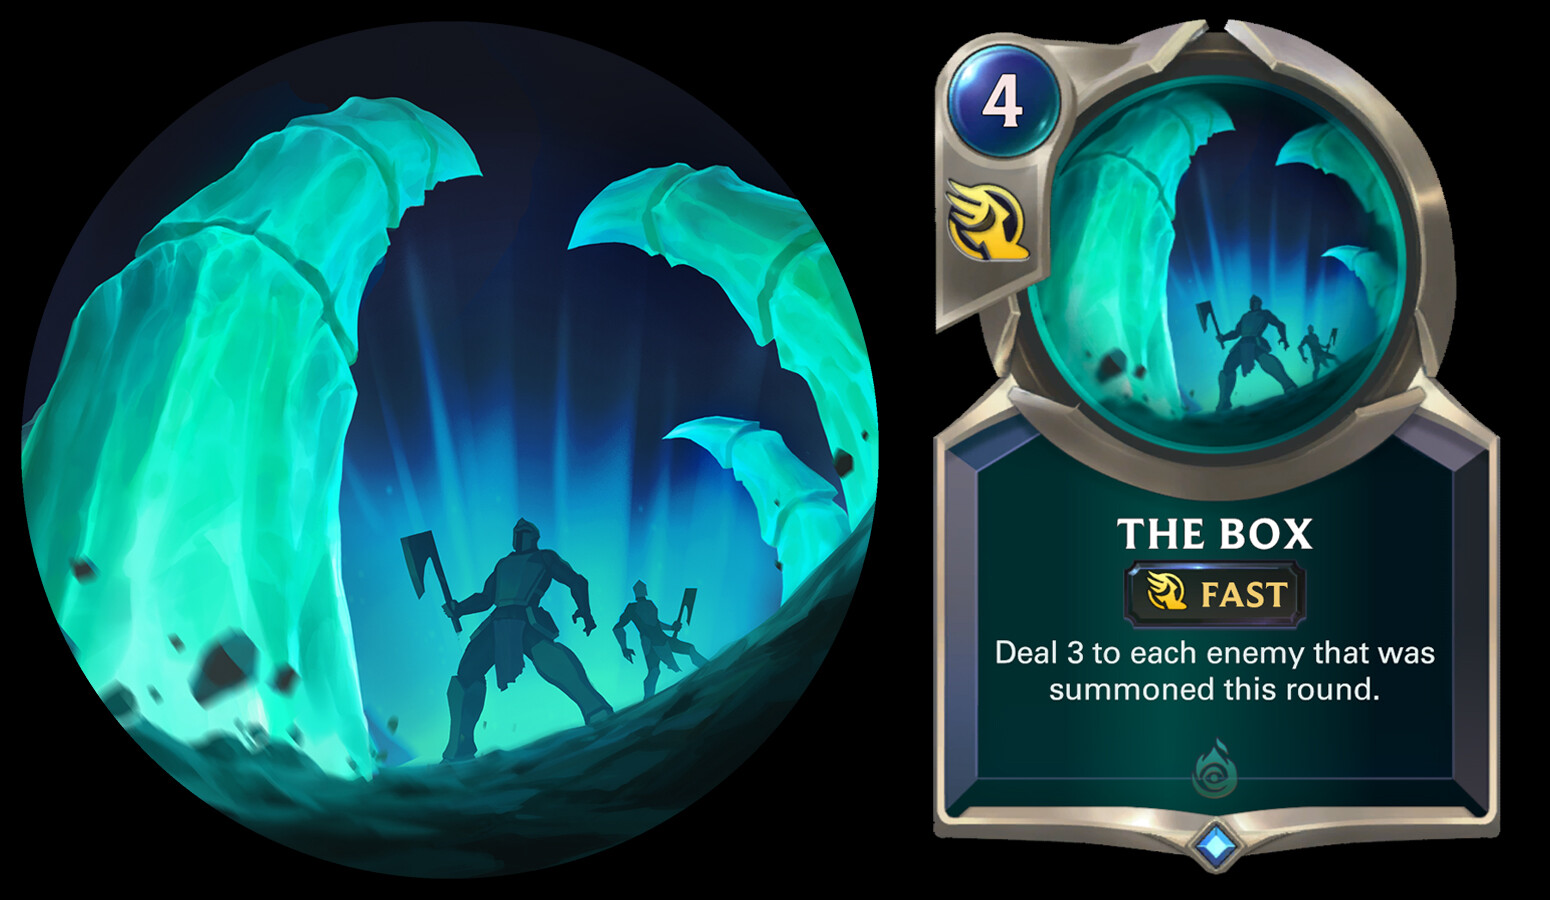 4
THE BOX
FAST
Deal 3 to each enemy that was
summoned this round.